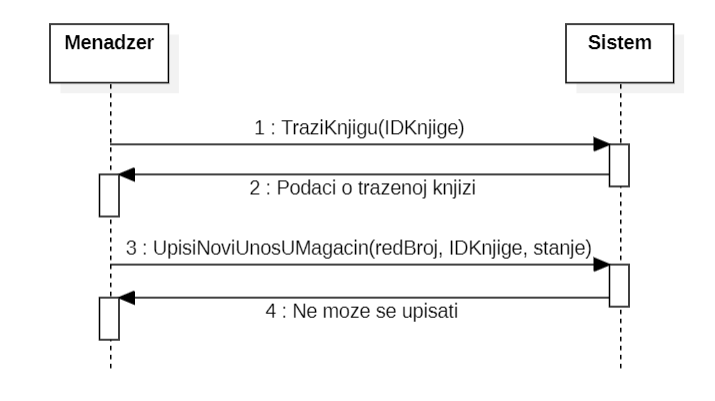 Menadzer
Sistem
1 : TraziKnjigu(IDKnjige)
2 : Podaci o trazenoj knjizi
3 : UpisiNoviUnosUMagacin(redBroj, IDKnjige, stanje)
4 : Ne moze se upisati